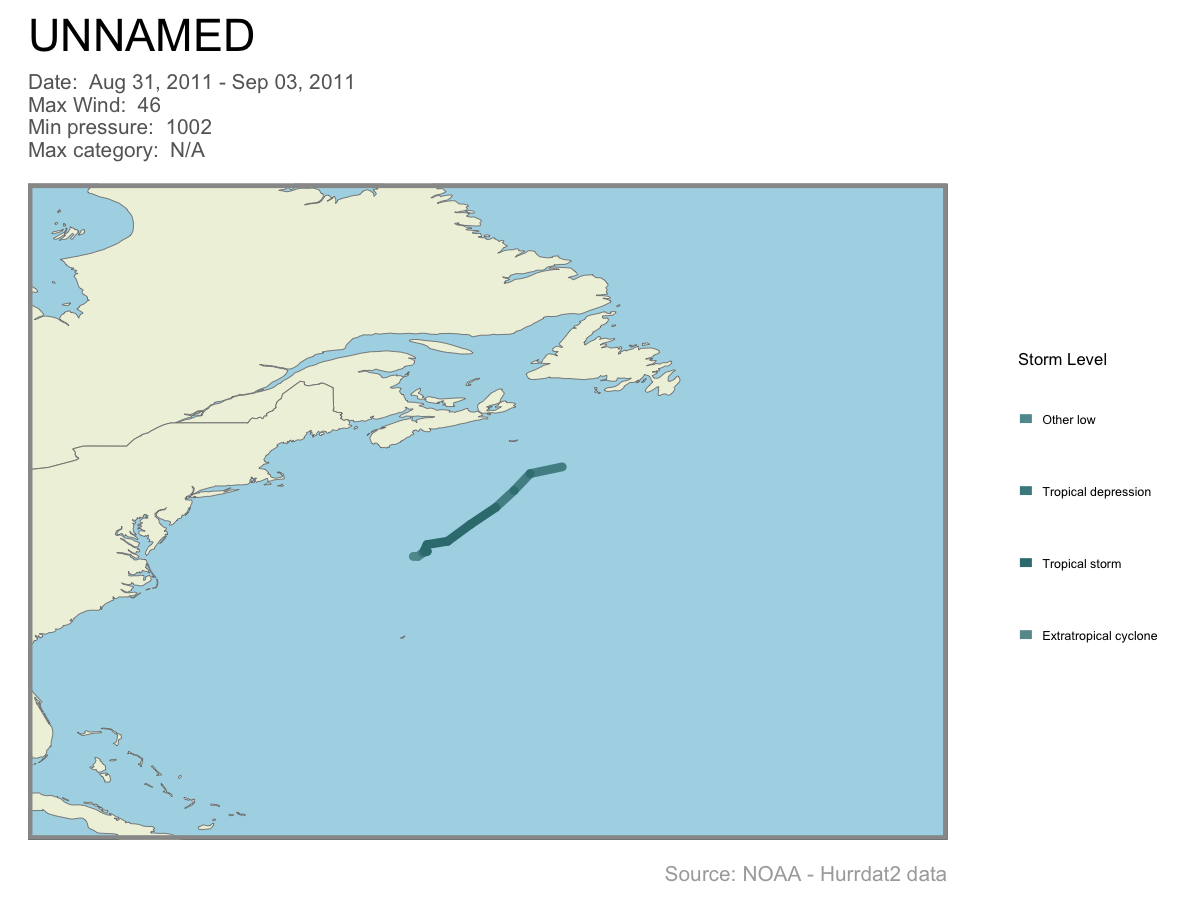 UNNAMED
Date:  Aug 31, 2011 - Sep 03, 2011
Max Wind:  46
Min pressure:  1002
Max category:  N/A
Storm Level
Other low
Tropical depression
Tropical storm
Extratropical cyclone
Source: NOAA - Hurrdat2 data